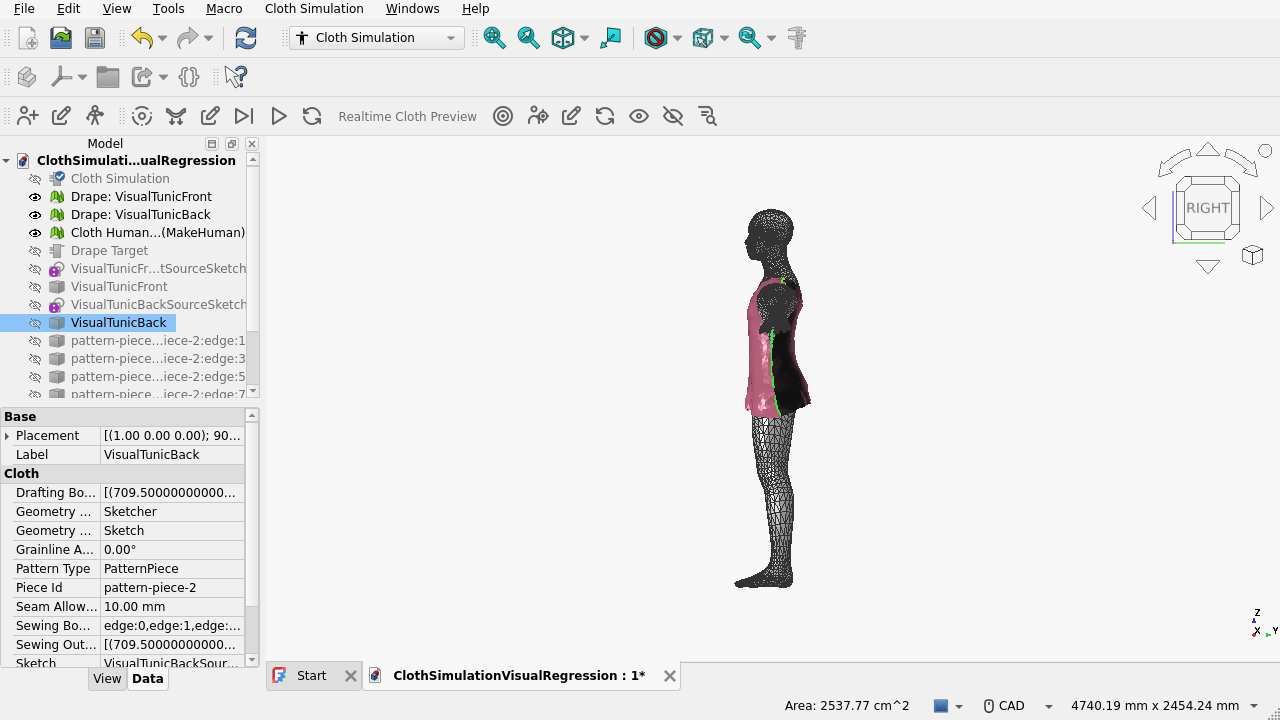 File Edit View Tools Macro Cloth Simulation Windows Help
Cloth Simulation
Realtime Cloth Preview
Model
ClothSimulati...ualRegression
Cloth Simulation
Drape: VisualTunicFront
Drape: VisualTunicBack
Cloth Human...(MakeHuman)
Drape Target
VisualTunicFr...tSourceSketch
VisualTunicFront
VisualTunicBackSourceSketch
VisualTunicBack
pattern-piece...iece-2:edge:1
pattern-piece...iece-2:edge:3
pattern-piece...iece-2:edge:5
pattern-piece...iece-2:edge:7
Base
Placement [(1.00 0.00 0.00); 90...
Label VisualTunicBack
Cloth
Drafting Bo... [(709.50000000000...
Geometry ... Sketcher
Geometry ... Sketch
Grainline A... 0.00°
Pattern Type PatternPiece
Piece Id pattern-piece-2
Seam Allow... 10.00 mm
Sewing Bo... edge:0,edge:1,edge:...
Sewing Out... [(709.50000000000...
Sketch VisualTunicBackSour...
View Data
RIGHT
Z
X Y
Start
ClothSimulationVisualRegression : 1*
Area: 2537.77 cm^2 CAD 4740.19 mm x 2454.24 mm